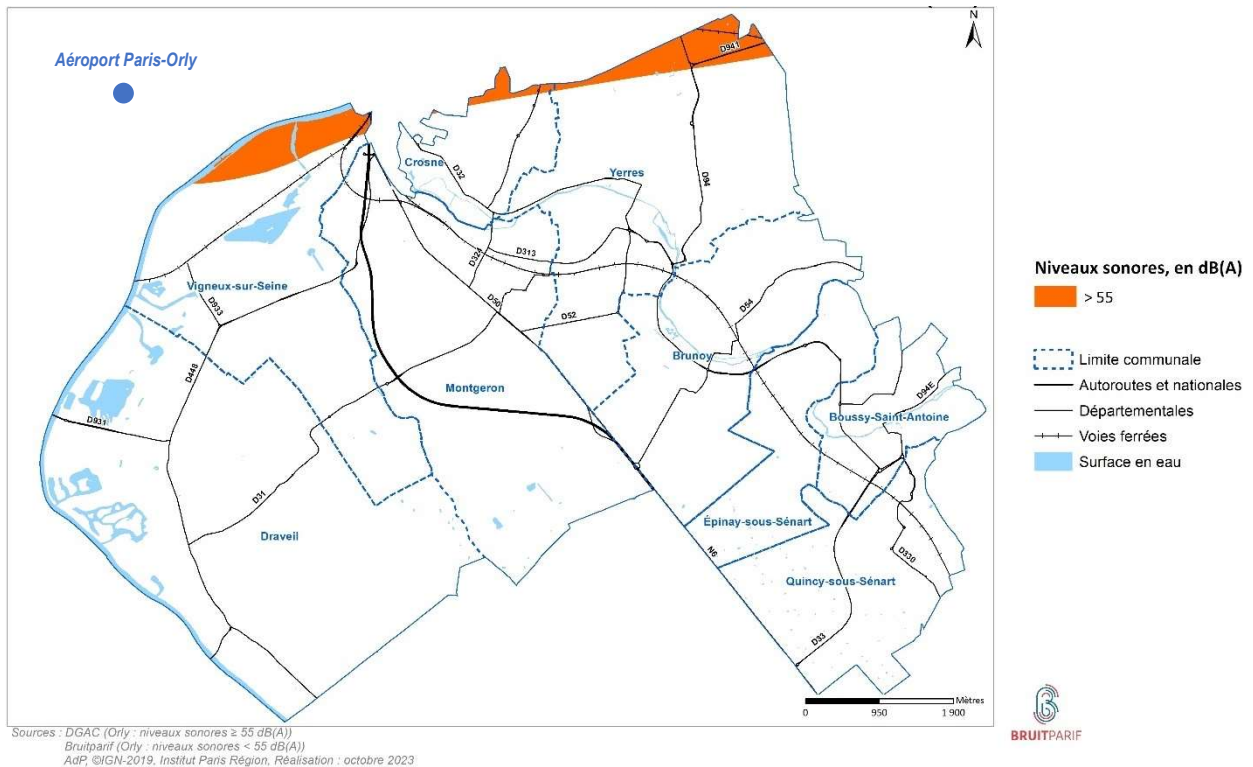 N
Aéroport Paris-Orly
D941
Crosne
D32
Yerres
D94
D313
D324
Vigneux-sur-Seine
D933
D50
D52
D54
D448
Brunoy
Montgeron
D94E
Boussy-Saint-Antoine
D931
D31
Draveil
Épinay-sous-Sénart
N6
D330
Quincy-sous-Sénart
D33
Mètres
0 950 1 900
Niveaux sonores, en dB(A)
> 55
Limite communale
Autoroutes et nationales
Départementales
Voies ferrées
Surface en eau
BRUITPARIF
Sources : DGAC (Orly : niveaux sonores ≥ 55 dB(A))
Bruitparif (Orly : niveaux sonores < 55 dB(A))
AdP, ©IGN-2019, Institut Paris Région, Réalisation : octobre 2023